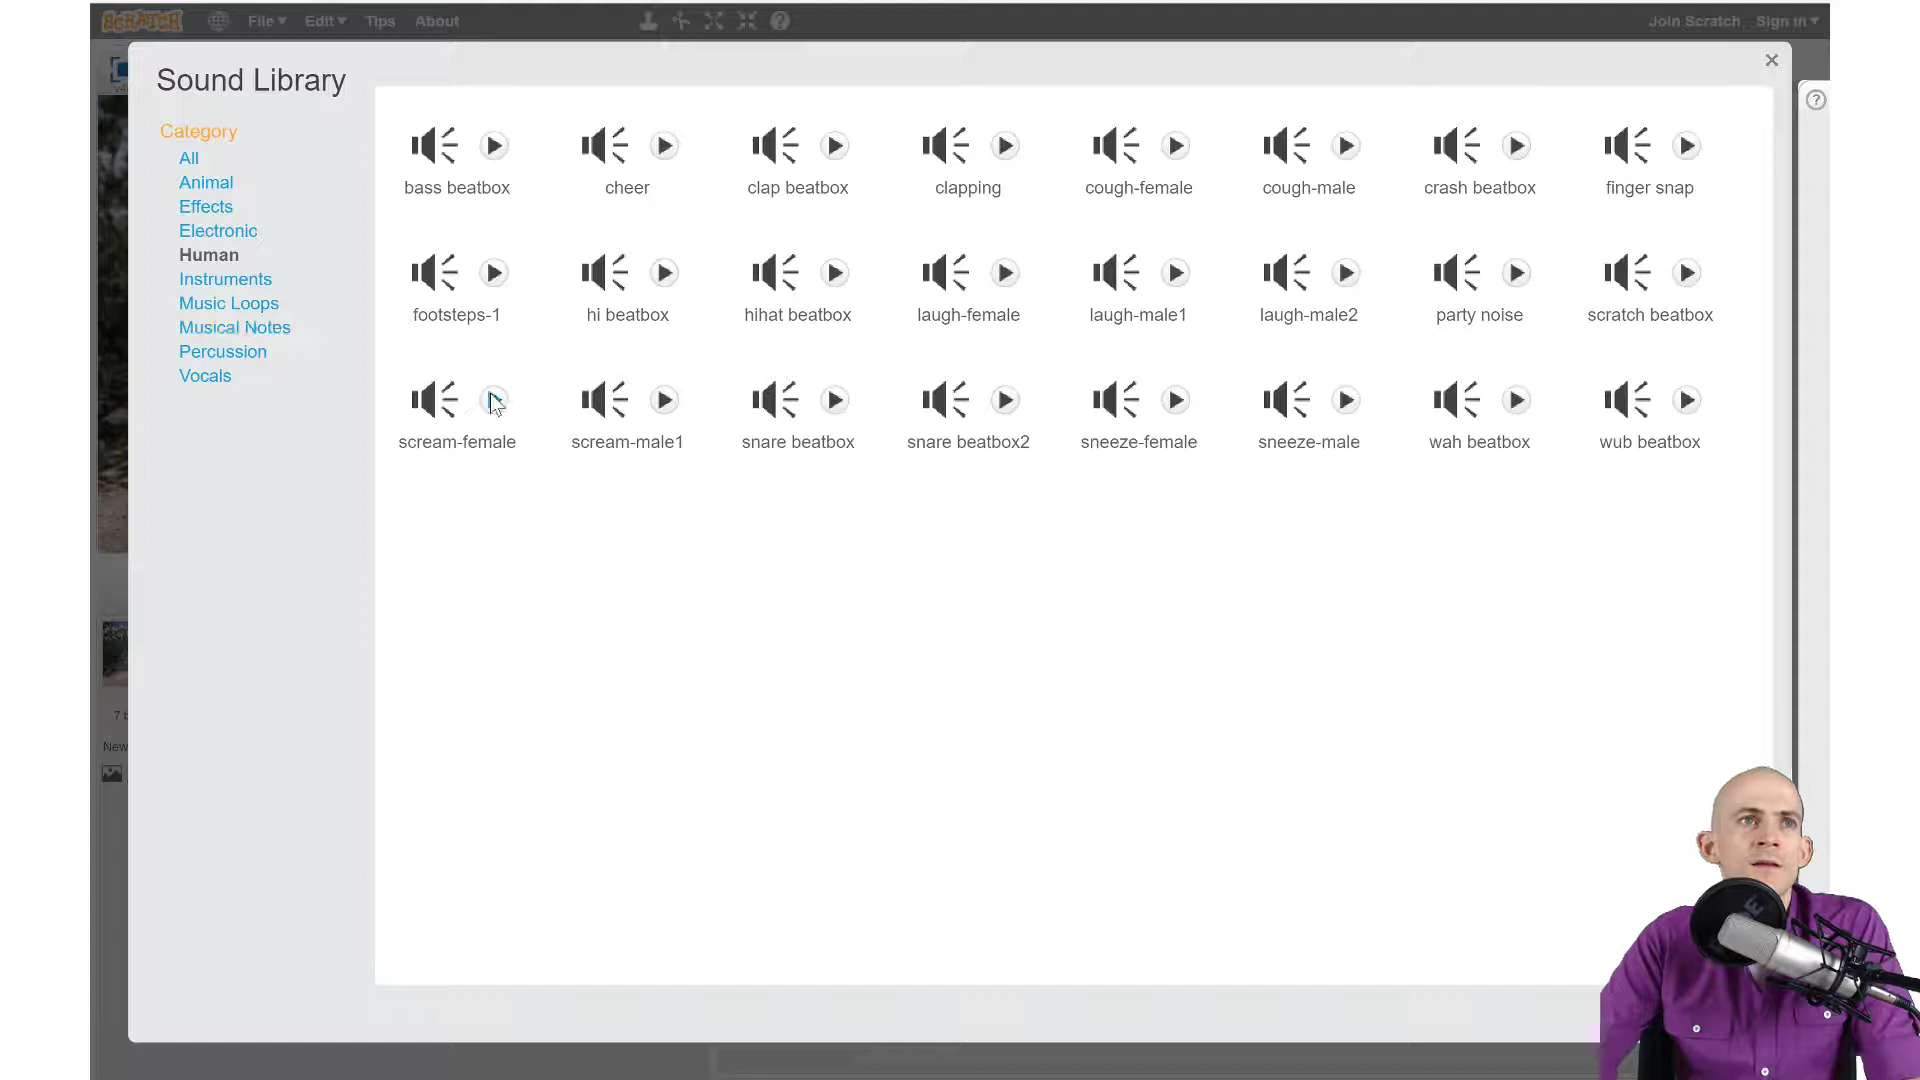 SCRATCH File Edit Tips About Join Scratch Sign in
Sound Library
Category
All
Animal
Effects
Electronic
Human
Instruments
Music Loops
Musical Notes
Percussion
Vocals
bass beatbox cheer clap beatbox clapping cough-female cough-male crash beatbox finger snap
footsteps-1 hi beatbox hihat beatbox laugh-female laugh-male1 laugh-male2 party noise scratch beatbox
scream-female scream-male1 snare beatbox snare beatbox2 sneeze-female sneeze-male wah beatbox wub beatbox
7
New